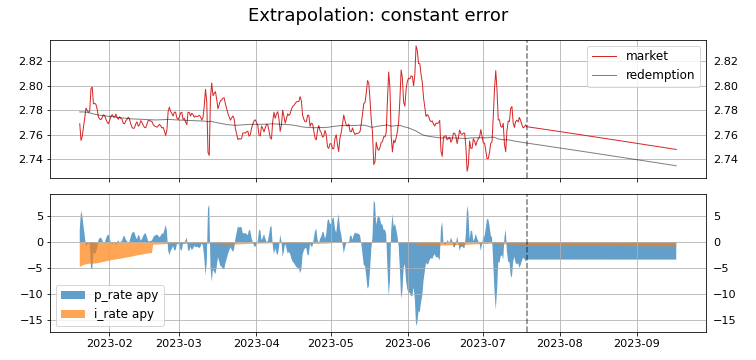 Extrapolation: constant error
2.82 2.82
market
redemption
2.80 2.80
2.78 2.78
2.76 2.76
2.74 2.74
5 5
0 0
−5 −5
−10 −10
−15 −15
p_rate apy
i_rate apy
2023-02 2023-03 2023-04 2023-05 2023-06 2023-07 2023-08 2023-09